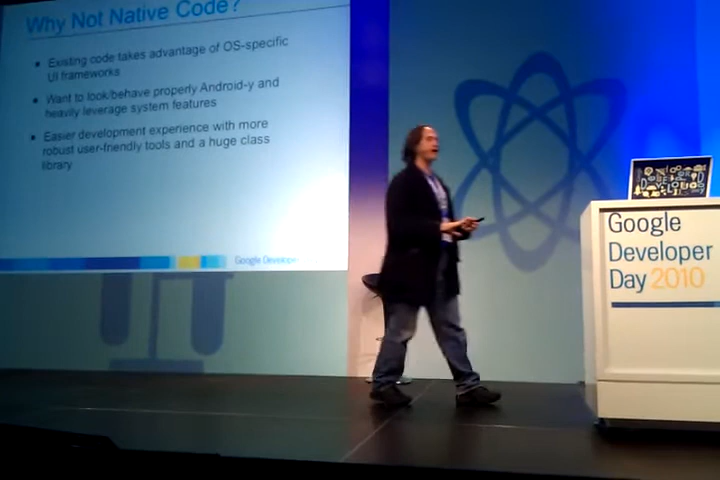 Why Not Native Code?
Existing code takes advantage of OS-specific
UI frameworks
Want to look/behave properly Android-y and
heavily leverage system features
Easier development experience with more
robust user-friendly tools and a huge class
library
Google Developer
Google
Developer
Day 2010